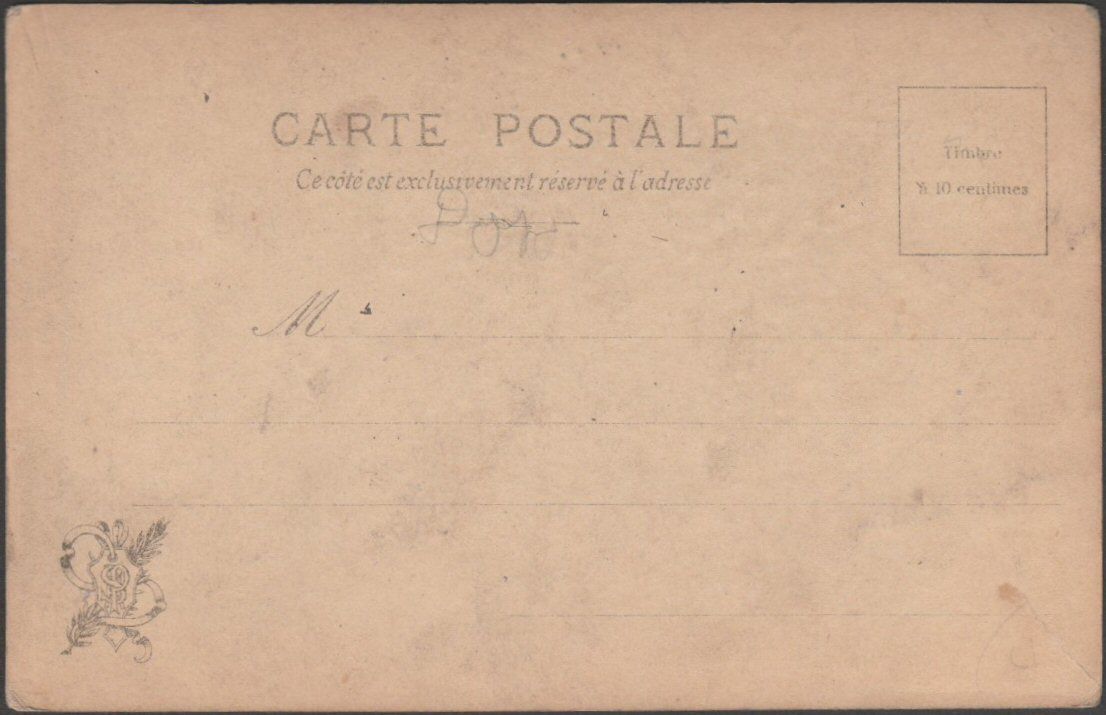 CARTE POSTALE
Ce côté est exclusivement réservé à l'adresse
Timbre
à 10 centimes
M